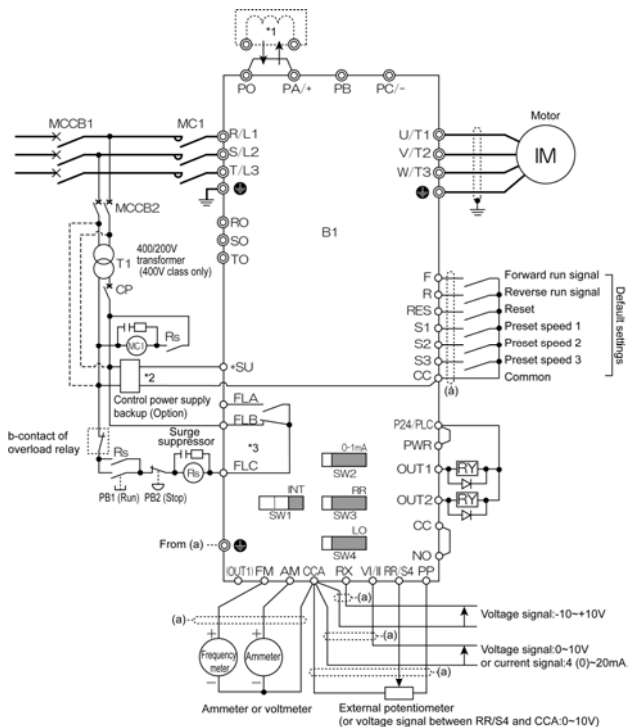 *1
PO
PA/+
PB
PC/-
MCCB1
MC1
R/L1
S/L2
T/L3
U/T1
V/T2
W/T3
Motor
IM
MCCB2
RO
SO
TO
B1
400/200V
transformer
(400V class only)
T1
CP
MC1
Rs
F
Forward run signal
R
Reverse run signal
RES
Reset
S1
Preset speed 1
S2
Preset speed 2
S3
Preset speed 3
CC
Common
(a)
Default settings
+SU
*2
Control power supply
backup (Option)
FLA
FLB
*3
FLC
b-contact of
overload relay
Rs
Surge
suppressor
Rs
PB1 (Run)
PB2 (Stop)
P24/PLC
PWR
OUT1
RY
OUT2
RY
CC
NO
0-1mA
SW2
INT
SW1
RR
SW3
LO
SW4
From (a)
(OUT1)
FM
AM
CCA
RX
VI/II
RR/S4
PP
(a)
(a)
(a)
(a)
+
Frequency
meter
−
+
Ammeter
−
Ammeter or voltmeter
Voltage signal:-10~+10V
Voltage signal:0~10V
or current signal:4 (0)~20mA
External potentiometer
(or voltage signal between RR/S4 and CCA:0~10V)